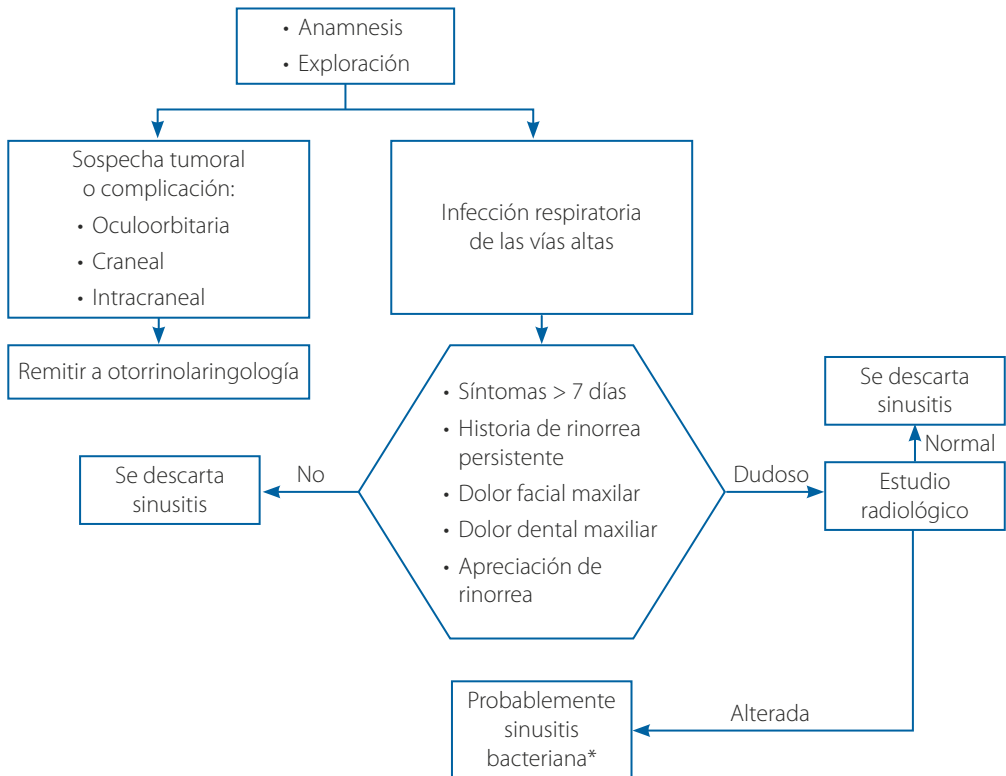 • Anamnesis
• Exploración
Sospecha tumoral
o complicación:
• Oculoorbitaria
• Craneal
• Intracraneal
Infección respiratoria
de las vías altas
Remitir a otorrinolaringología
• Síntomas > 7 días
• Historia de rinorrea
persistente
• Dolor facial maxilar
• Dolor dental maxiliar
• Apreciación de
rinorrea
No
Se descarta
sinusitis
Dudoso
Estudio
radiológico
Normal
Se descarta
sinusitis
Alterada
Probablemente
sinusitis
bacteriana*